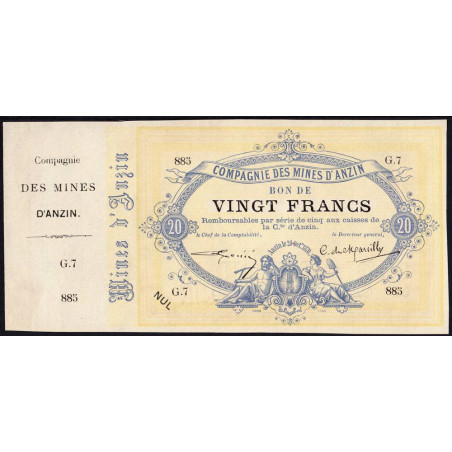 Compagnie
DES MINES
D'ANZIN.
G.7
885
Mines d'Anzin
885
G.7
COMPAGNIE DES MINES D'ANZIN
BON DE
VINGT FRANCS
20
20
Remboursables par série de cinq aux caisses de
la C.ie d'Anzin.
le Chef de la Comptabilité,
le Directeur général,
G.7
885
NUL